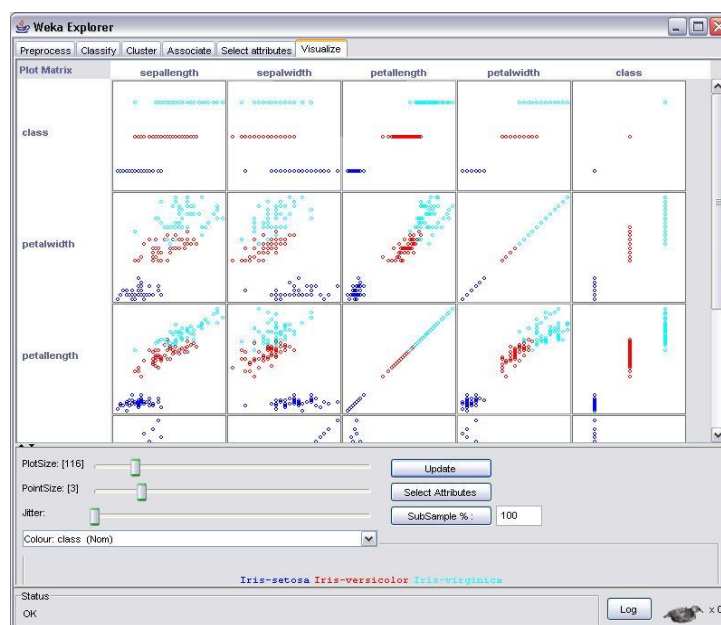 Weka Explorer
Preprocess Classify Cluster Associate Select attributes Visualize
Plot Matrix sepallength sepalwidth petallength petalwidth class
class
petalwidth
petallength
PlotSize: [116]
Update
PointSize: [3]
Select Attributes
Jitter:
SubSample % : 100
Colour: class (Nom)
Iris-setosa Iris-versicolor Iris-virginica
Status
OK
Log